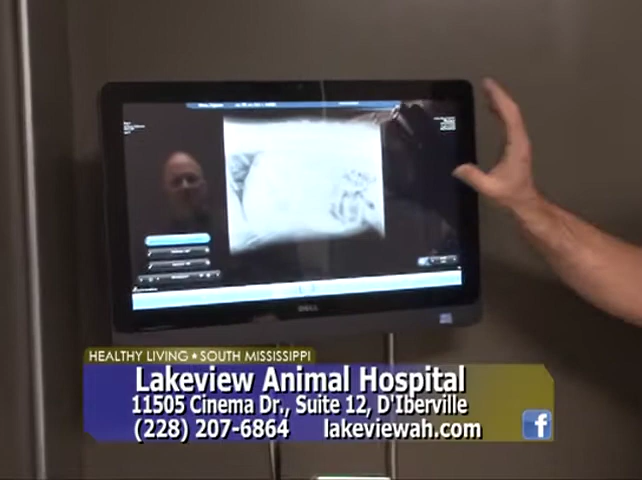 DELL
HEALTHY LIVING ★ SOUTH MISSISSIPPI
Lakeview Animal Hospital
11505 Cinema Dr., Suite 12, D'Iberville
(228) 207-6864 lakeviewah.com
f